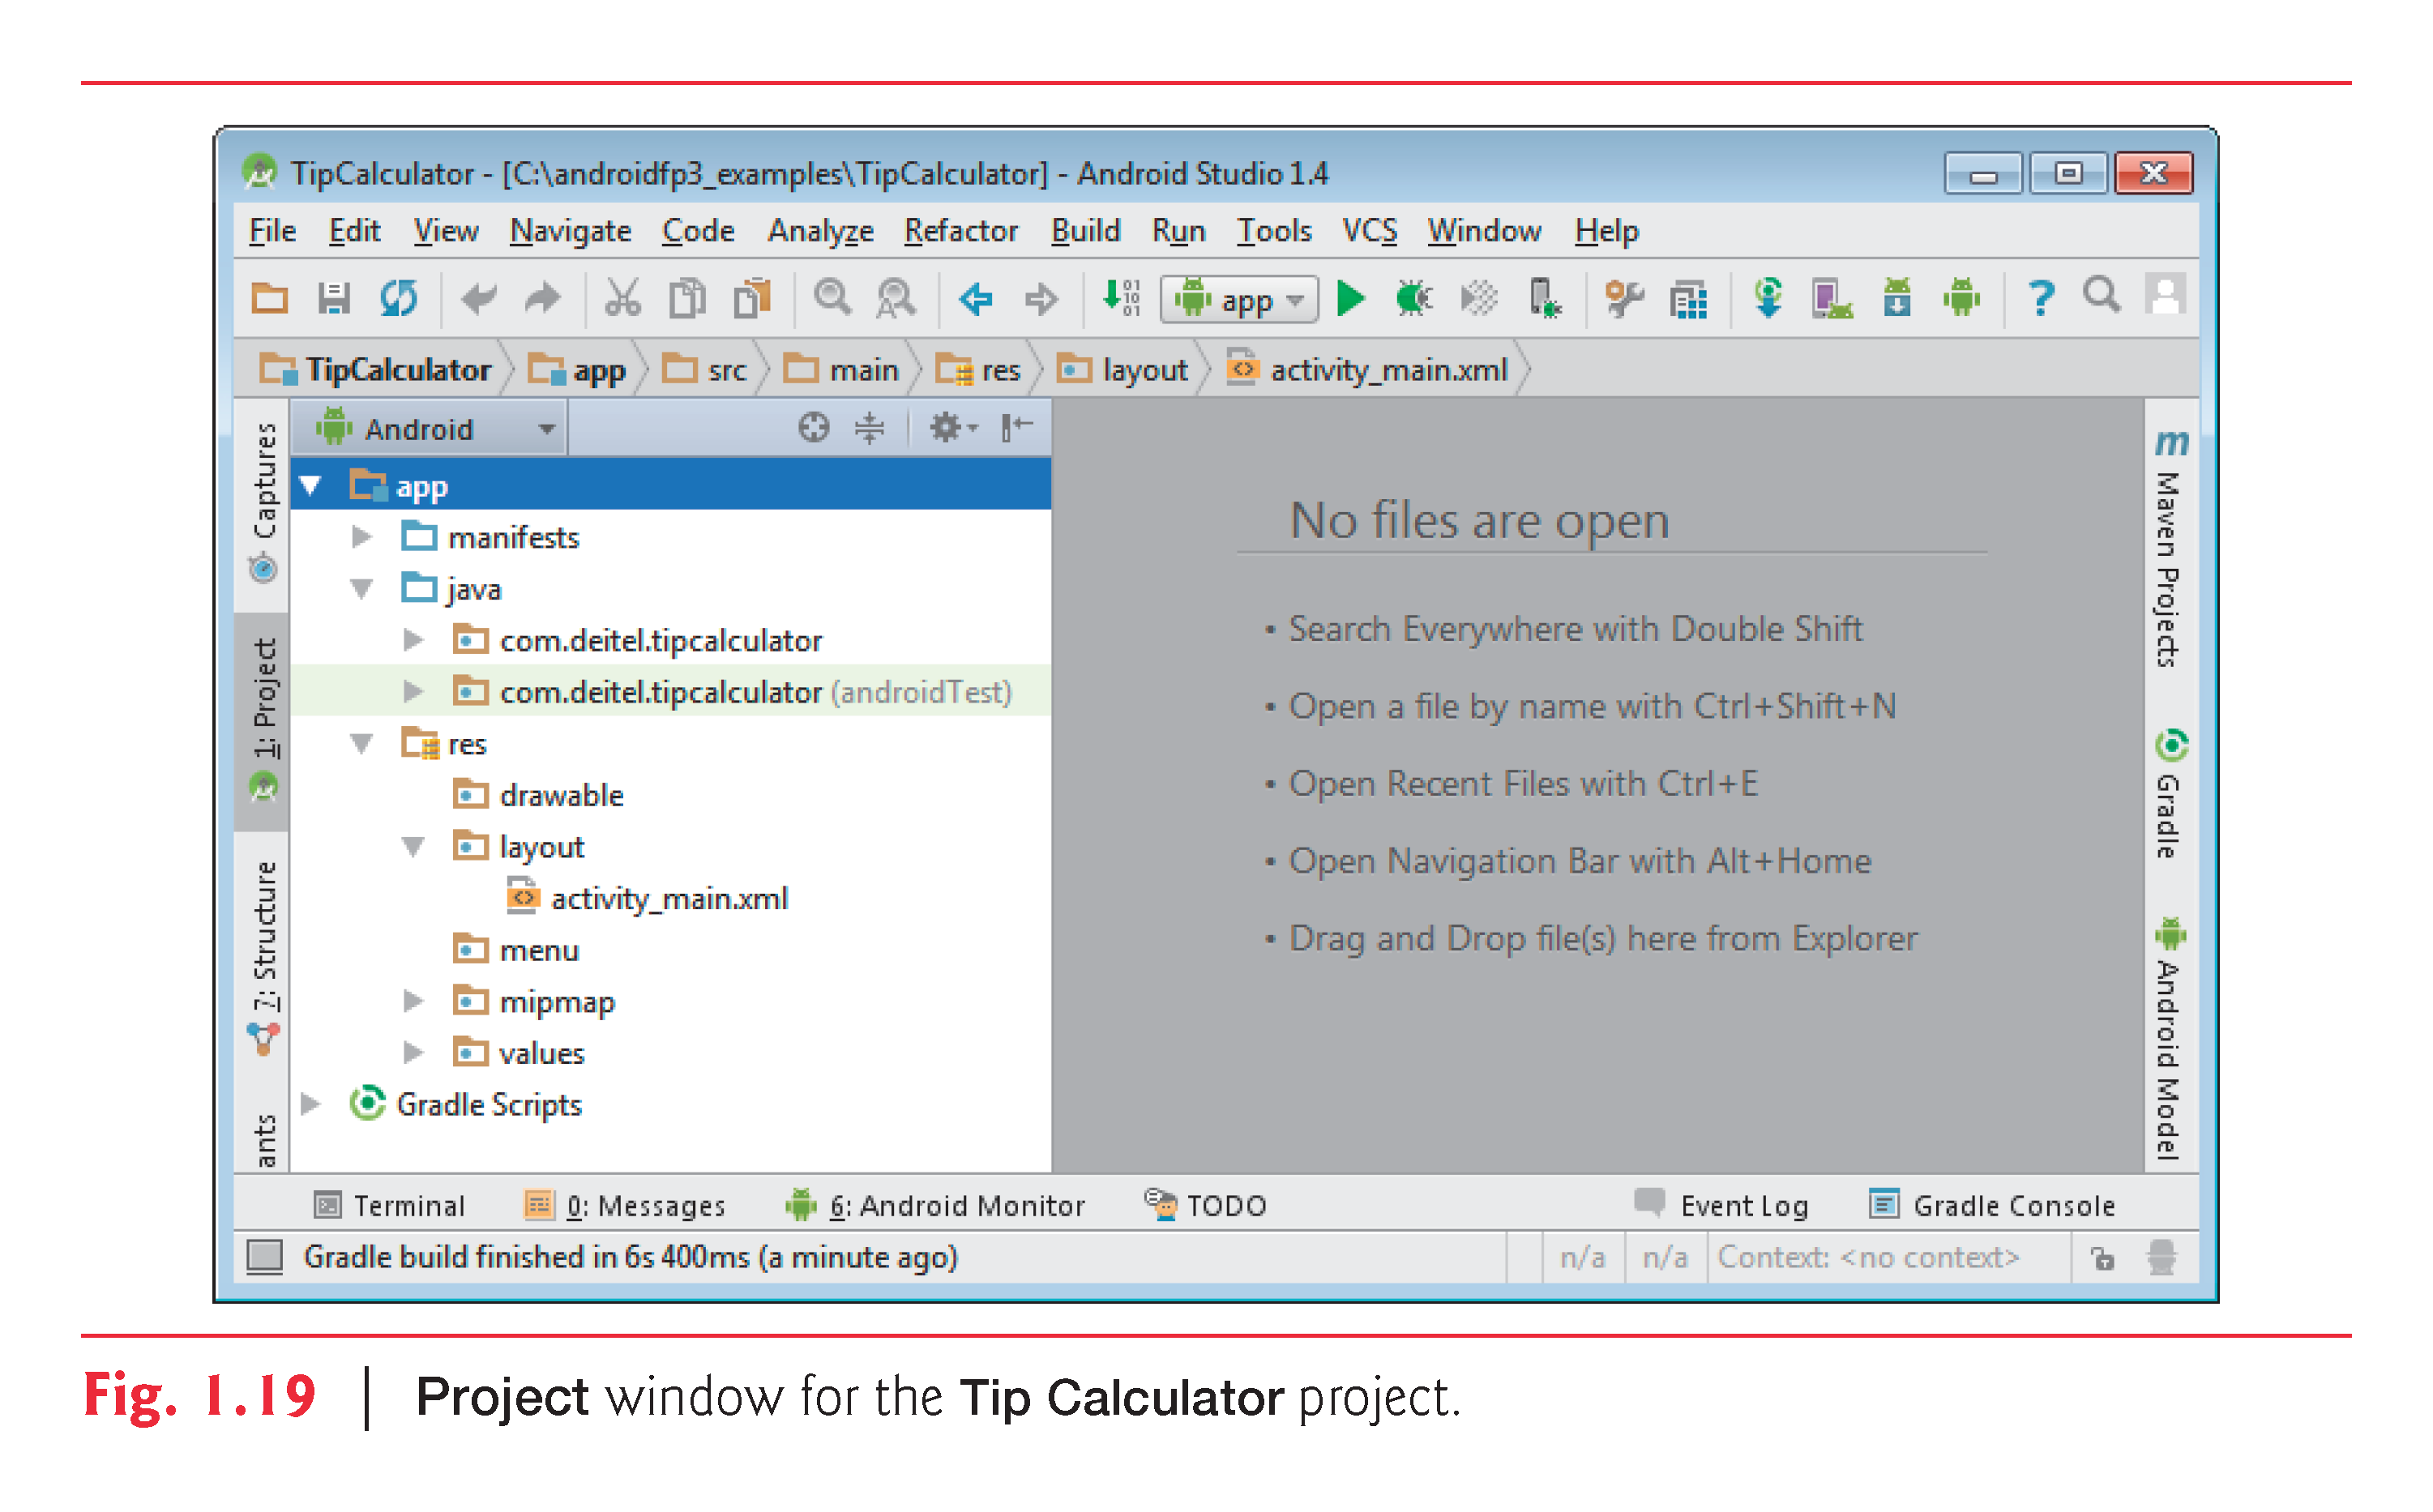 TipCalculator - [C:\androidfp3_examples\TipCalculator] - Android Studio 1.4
File Edit View Navigate Code Analyze Refactor Build Run Tools VCS Window Help
app
TipCalculator app src main res layout activity_main.xml
Captures
1: Project
7: Structure
ants
Android
app
manifests
java
com.deitel.tipcalculator
com.deitel.tipcalculator (androidTest)
res
drawable
layout
activity_main.xml
menu
mipmap
values
Gradle Scripts
No files are open
• Search Everywhere with Double Shift
• Open a file by name with Ctrl+Shift+N
• Open Recent Files with Ctrl+E
• Open Navigation Bar with Alt+Home
• Drag and Drop file(s) here from Explorer
Maven Projects
Gradle
Android Model
Terminal 0: Messages 6: Android Monitor TODO Event Log Gradle Console
Gradle build finished in 6s 400ms (a minute ago) n/a n/a Context: <no context>
Fig. 1.19 | Project window for the Tip Calculator project.